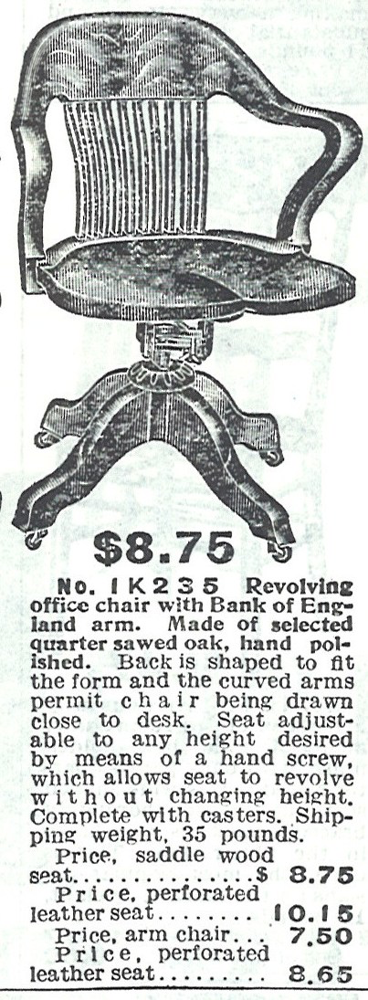 $8.75
No. 1K235 Revolving
office chair with Bank of Eng-
land arm. Made of selected
quarter sawed oak, hand pol-
ished. Back is shaped to fit
the form and the curved arms
permit chair being drawn
close to desk. Seat adjust-
able to any height desired
by means of a hand screw,
which allows seat to revolve
without changing height.
Complete with casters. Ship-
ping weight, 35 pounds.
Price, saddle wood
seat..............$ 8.75
Price, perforated
leather seat........ 10.15
Price, arm chair... 7.50
Price, perforated
leather seat......... 8.65